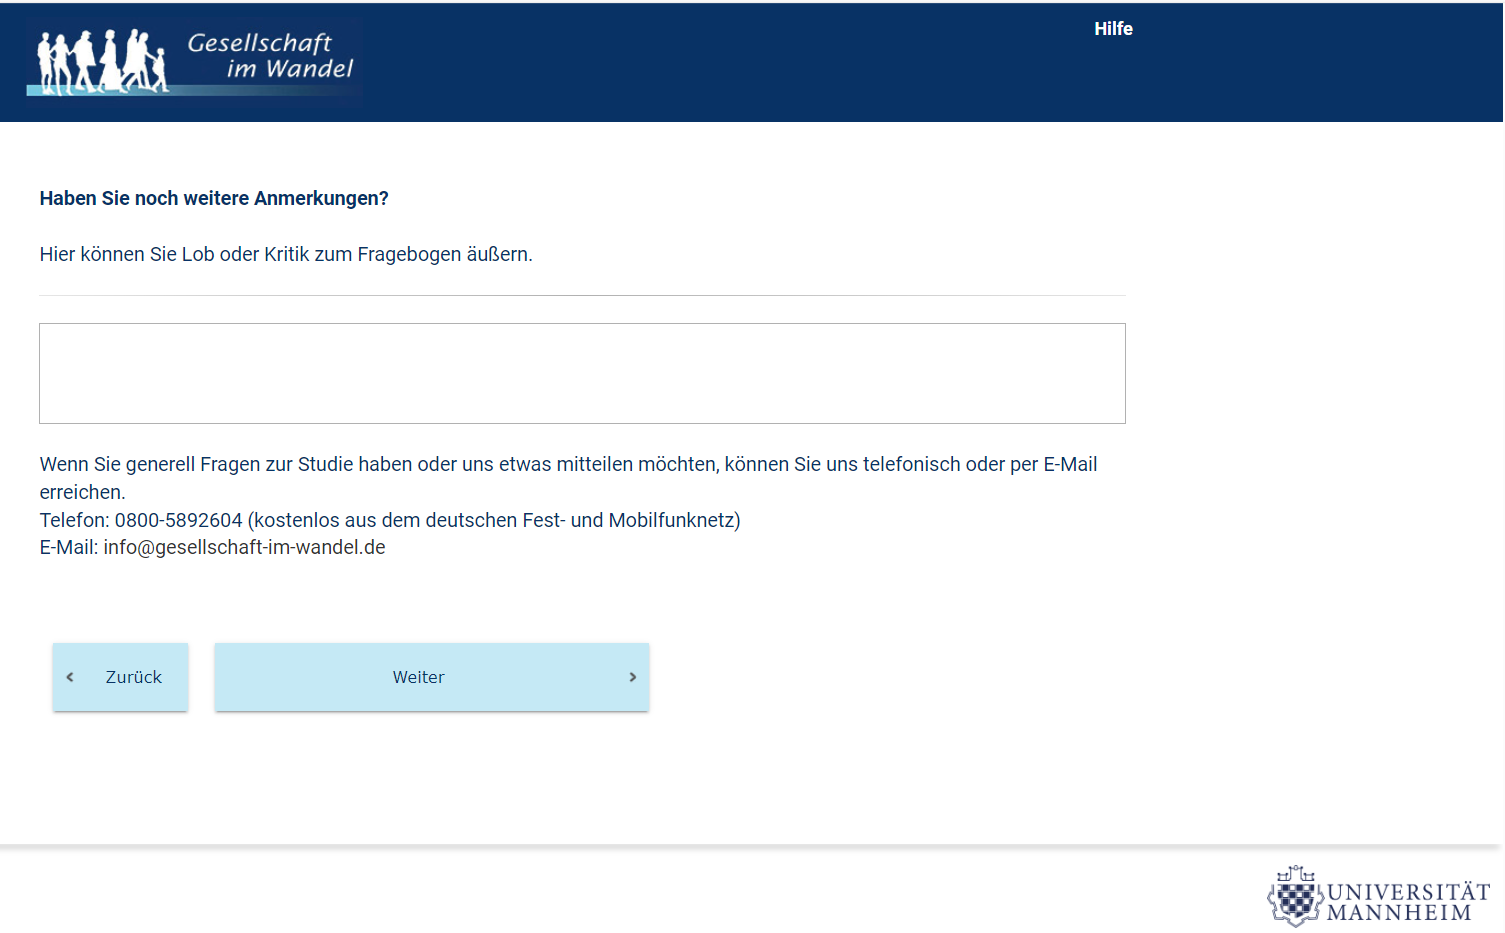 Gesellschaft
im Wandel
Hilfe
Haben Sie noch weitere Anmerkungen?
Hier können Sie Lob oder Kritik zum Fragebogen äußern.
Wenn Sie generell Fragen zur Studie haben oder uns etwas mitteilen möchten, können Sie uns telefonisch oder per E-Mail
erreichen.
Telefon: 0800-5892604 (kostenlos aus dem deutschen Fest- und Mobilfunknetz)
E-Mail: info@gesellschaft-im-wandel.de
Zurück
Weiter
UNIVERSITÄT
MANNHEIM